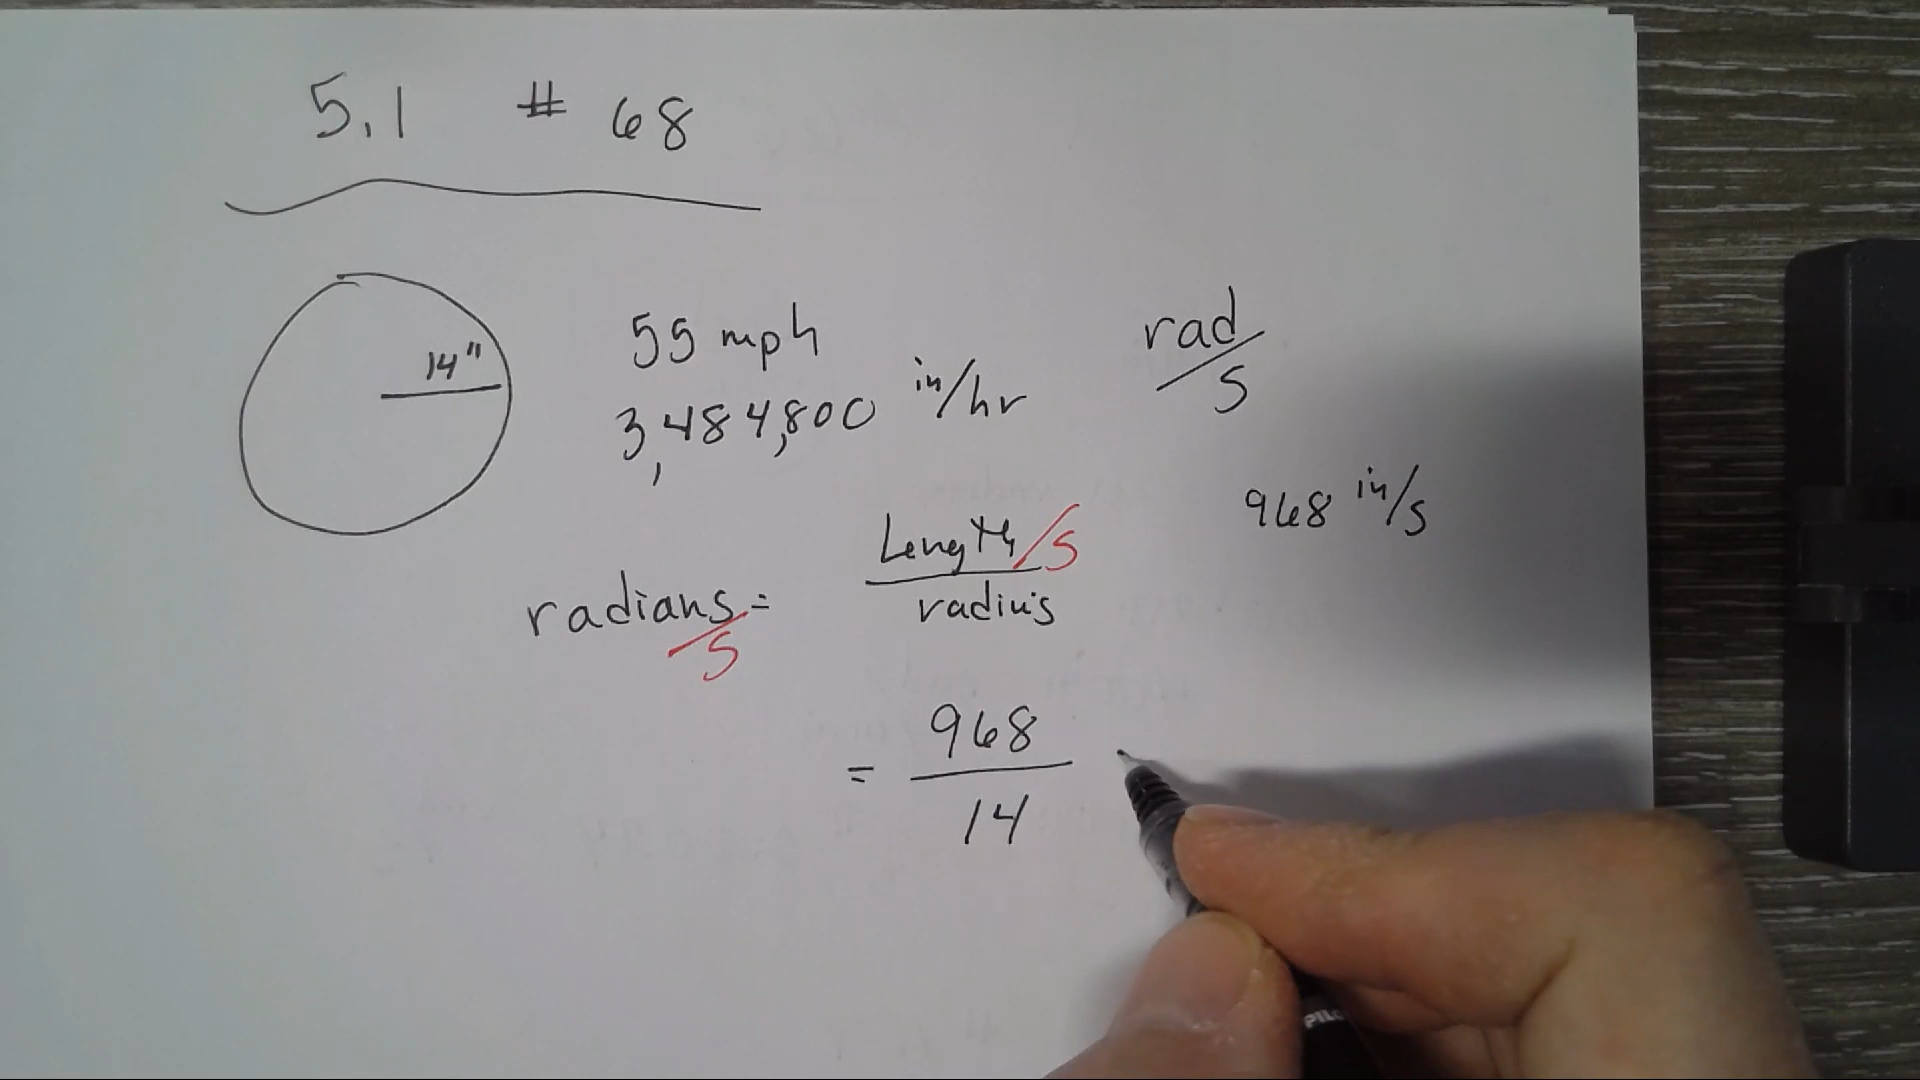 5.1 # 68
14"
55 mph
3,484,800 in/hr
rad/s
968 in/s
radians/s = Length/s
radius
= 968
14
PILO